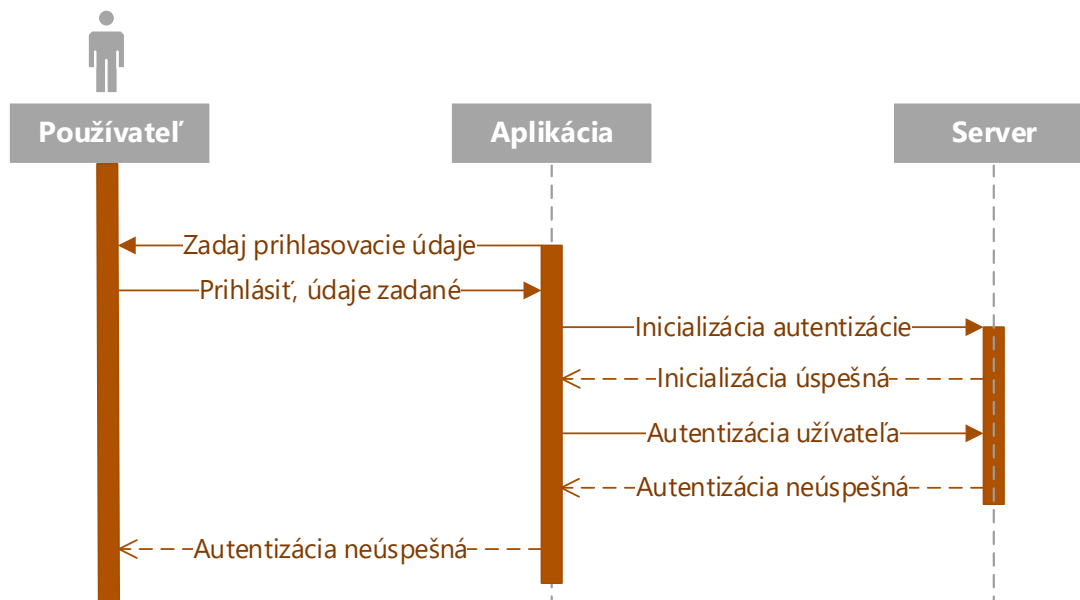 Používateľ
Aplikácia
Server
Zadaj prihlasovacie údaje
Prihlásiť, údaje zadané
Inicializácia autentizácie
Inicializácia úspešná
Autentizácia užívateľa
Autentizácia neúspešná
Autentizácia neúspešná